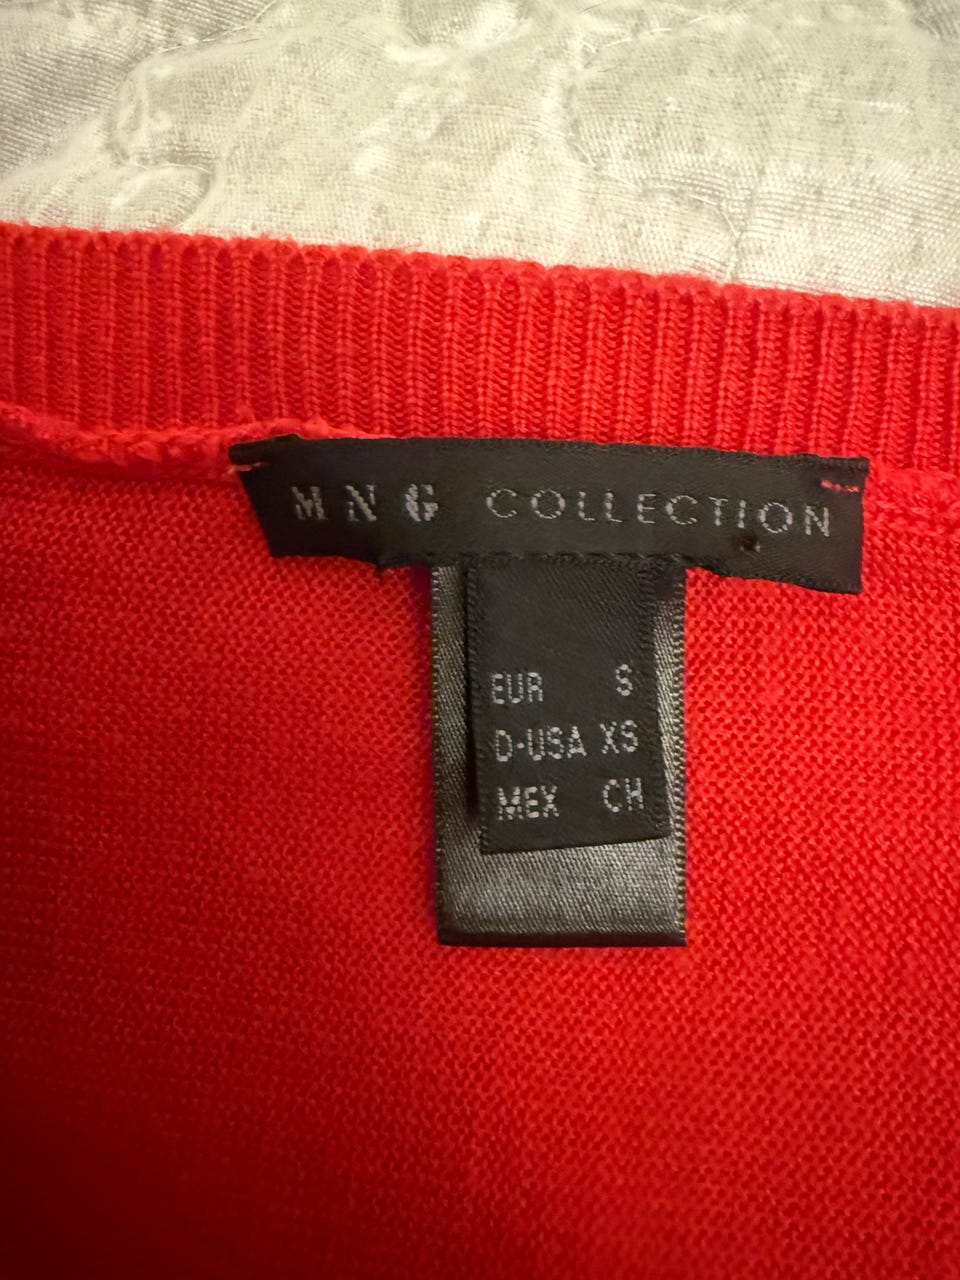 MNG COLLECTION
EUR S
D-USA XS
MEX CH